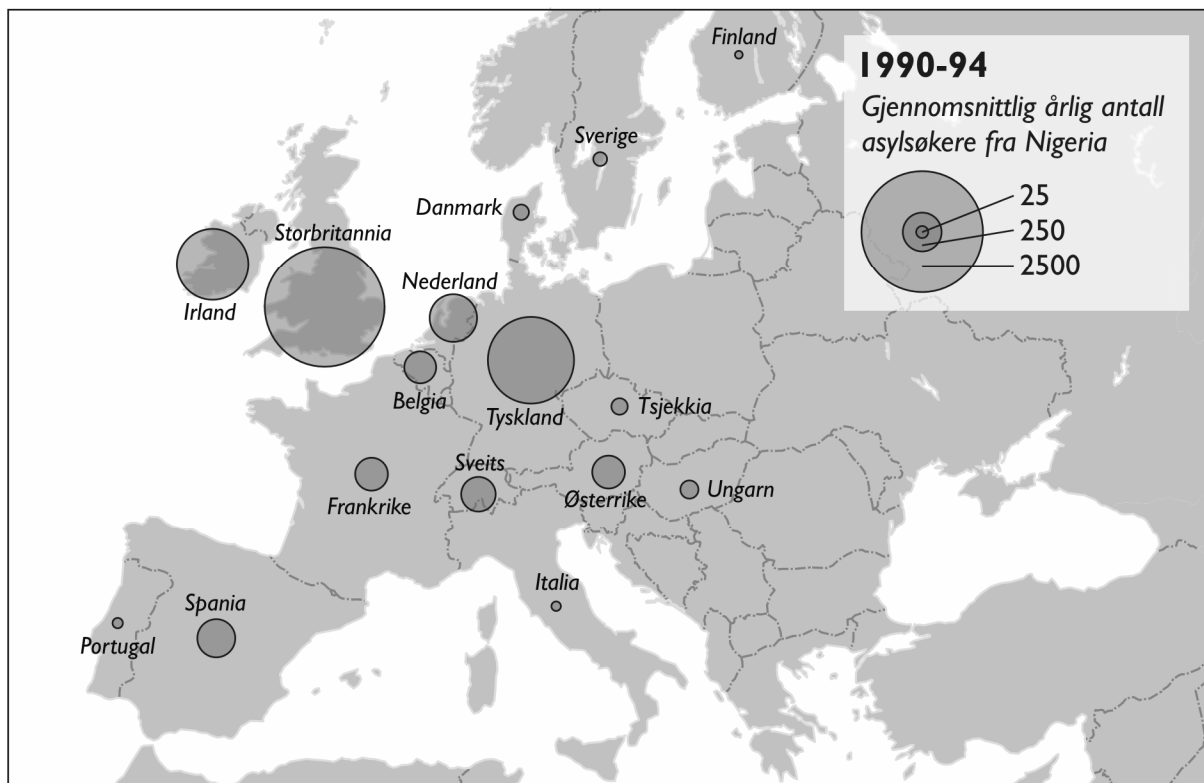 Finland
1990-94
Gjennomsnittlig årlig antall
asylsøkere fra Nigeria
25
250
2500
Sverige
Danmark
Storbritannia
Irland
Nederland
Belgia
Tyskland
Tsjekkia
Sveits
Frankrike
Østerrike
Ungarn
Italia
Spania
Portugal